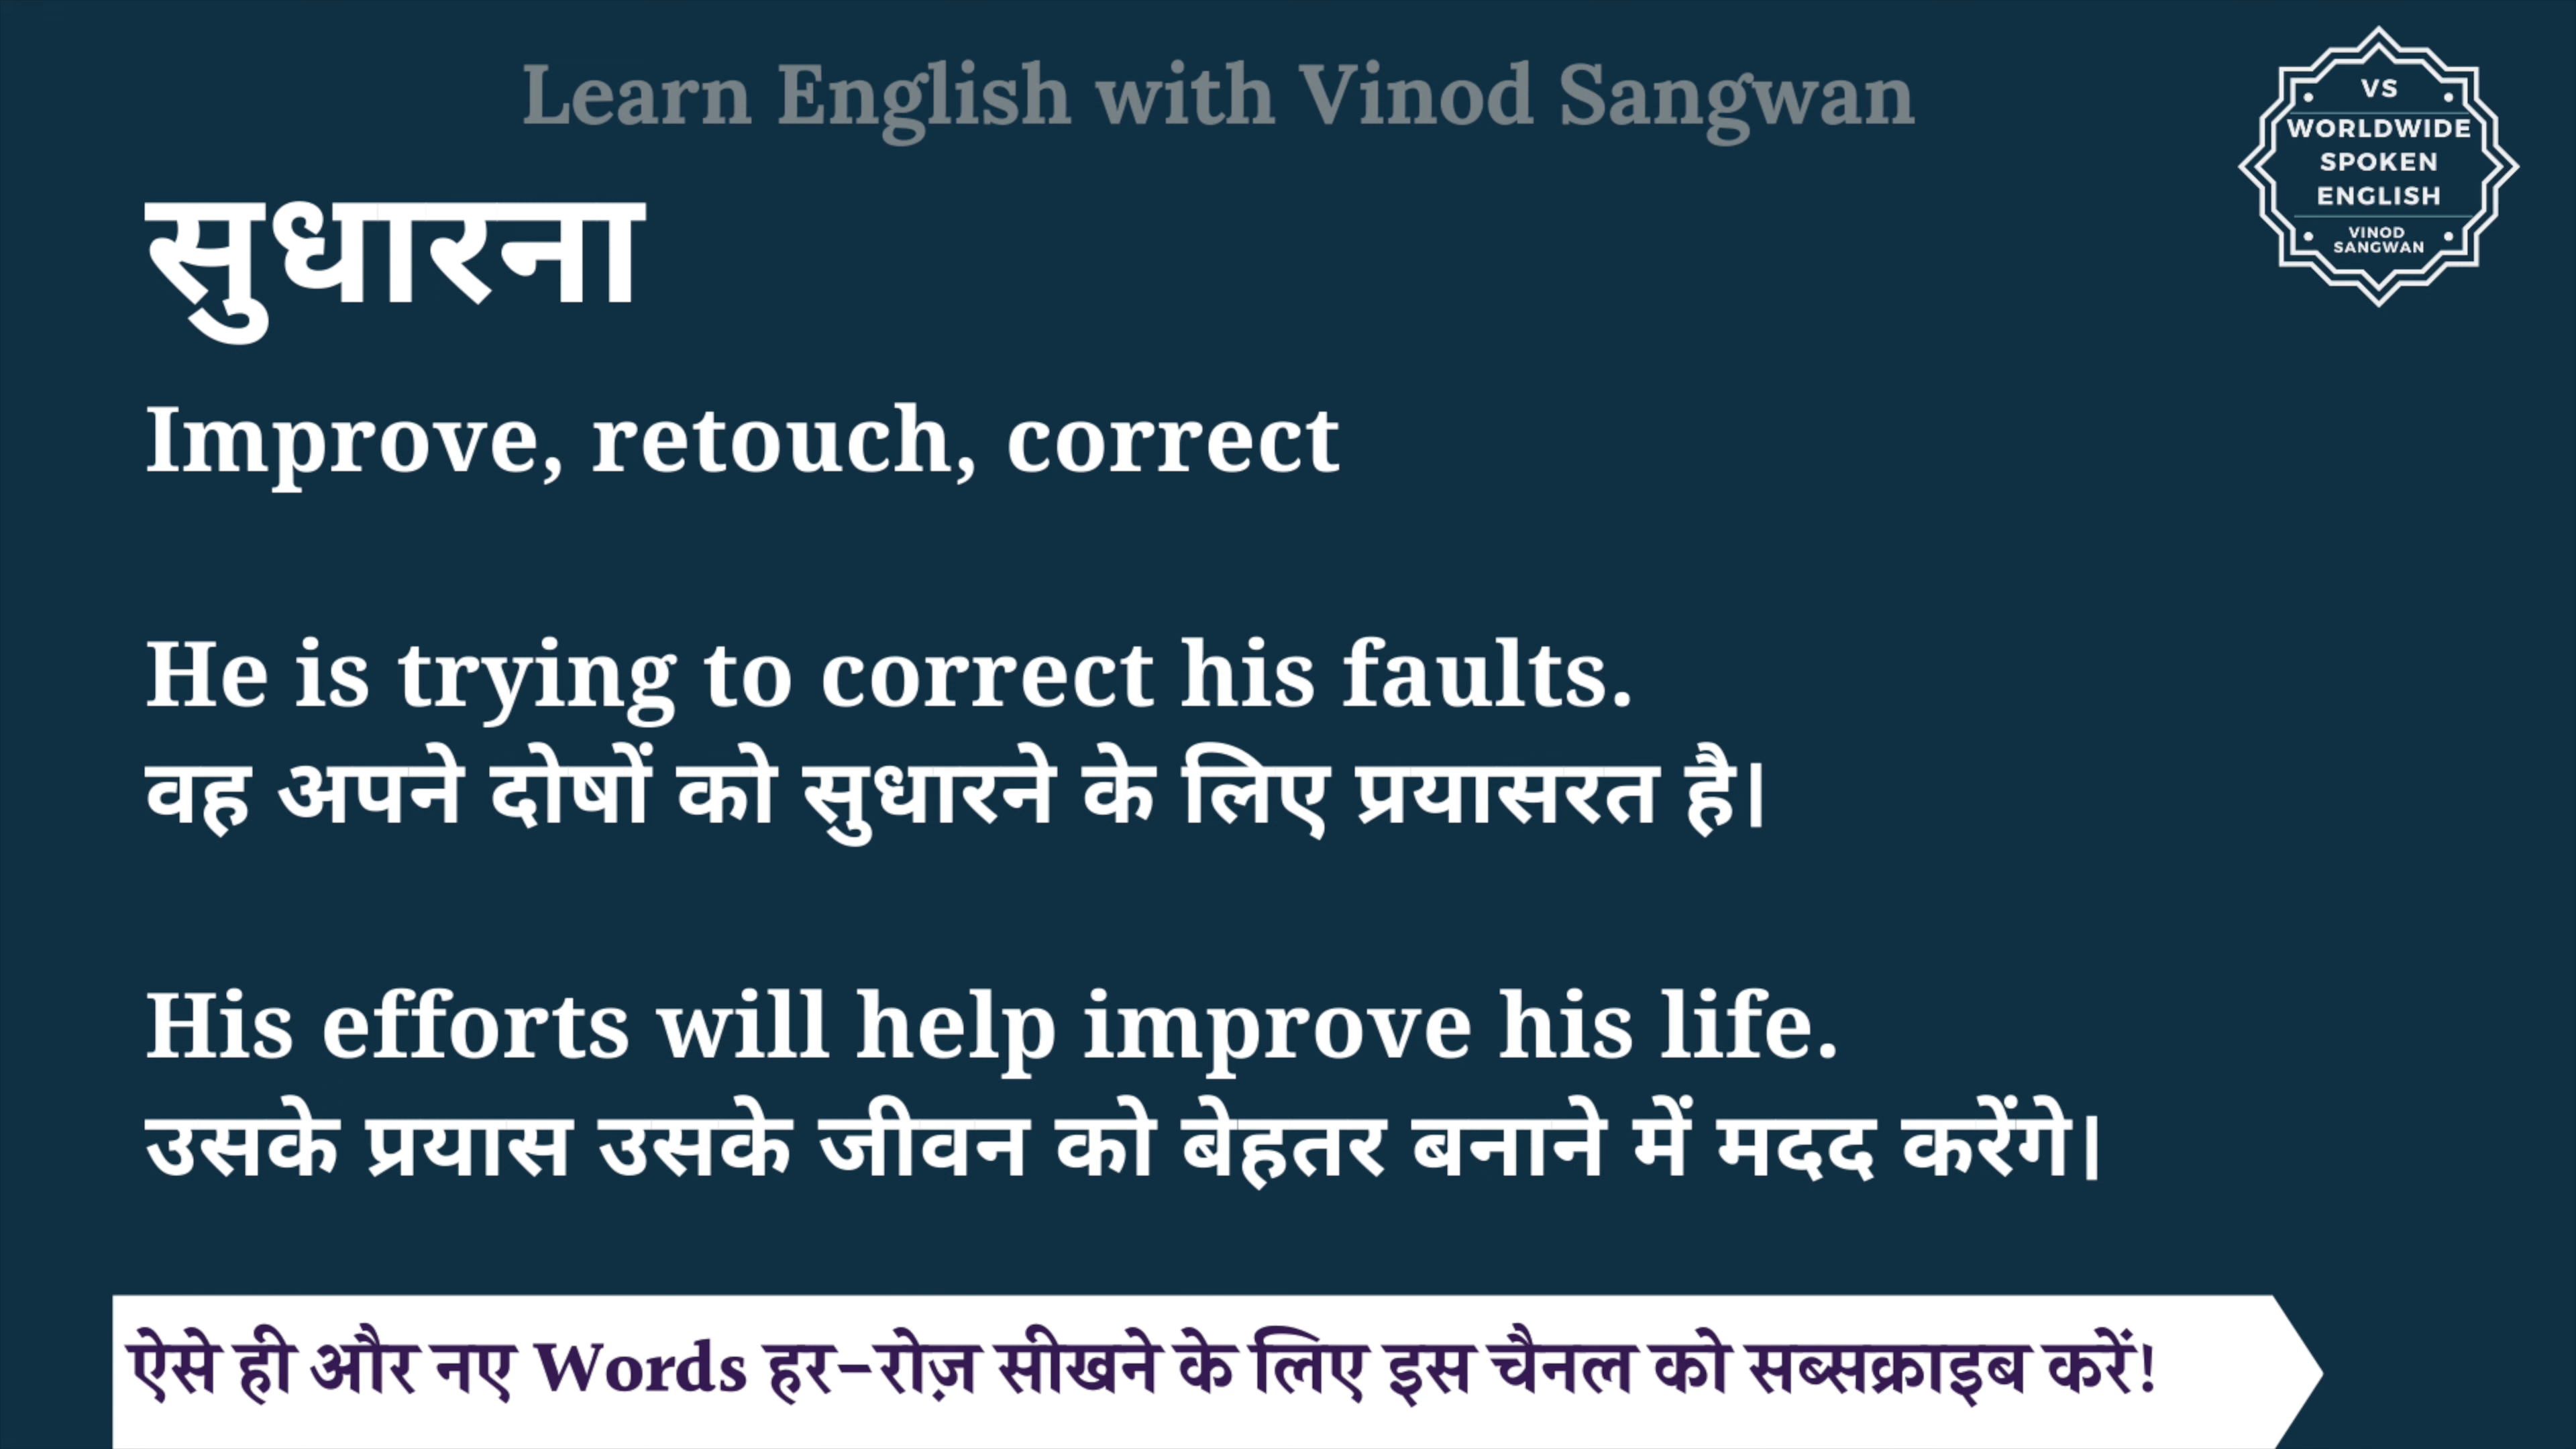 Learn English with Vinod Sangwan
VS
WORLDWIDE
SPOKEN
ENGLISH
VINOD
SANGWAN
सुधारना
Improve, retouch, correct
He is trying to correct his faults.
वह अपने दोषों को सुधारने के लिए प्रयासरत है।
His efforts will help improve his life.
उसके प्रयास उसके जीवन को बेहतर बनाने में मदद करेंगे।
ऐसे ही और नए Words हर-रोज़ सीखने के लिए इस चैनल को सब्सक्राइब करें!